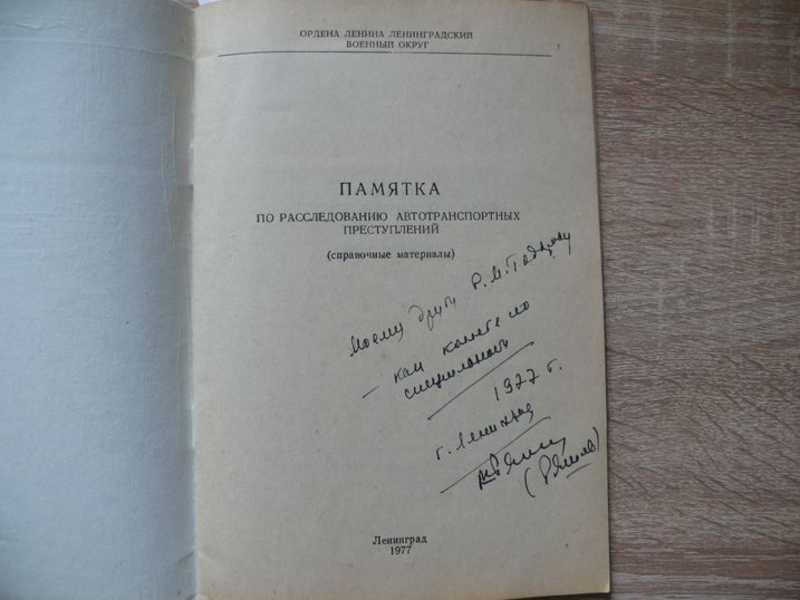 ОРДЕНА ЛЕНИНА ЛЕНИНГРАДСКИЙ
ВОЕННЫЙ ОКРУГ
ПАМЯТКА
ПО РАССЛЕДОВАНИЮ АВТОТРАНСПОРТНЫХ
ПРЕСТУПЛЕНИЙ
(справочные материалы)
Моему другу Р. М.
— как коллеге по
специальности
1977 г.
г. Ленинград
Ленинград
1977